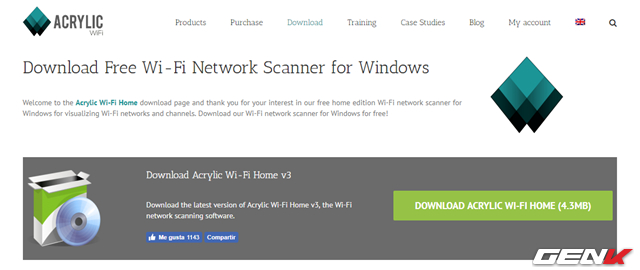 ACRYLIC
WiFi
Products Purchase Download Training Case Studies Blog My account
Download Free Wi-Fi Network Scanner for Windows
Welcome to the Acrylic Wi-Fi Home download page and thank you for your interest in our free home edition Wi-Fi network scanner for
Windows for visualizing Wi-Fi networks and channels. Download our WiFi network scanner for Windows for free!
Download Acrylic Wi-Fi Home v3
Download the latest version of Acrylic Wi-Fi Home v3, the Wi-Fi
network scanning software.
DOWNLOAD ACRYLIC WI-FI HOME (4.3MB)
Me gusta 1143 Compartir
GENK